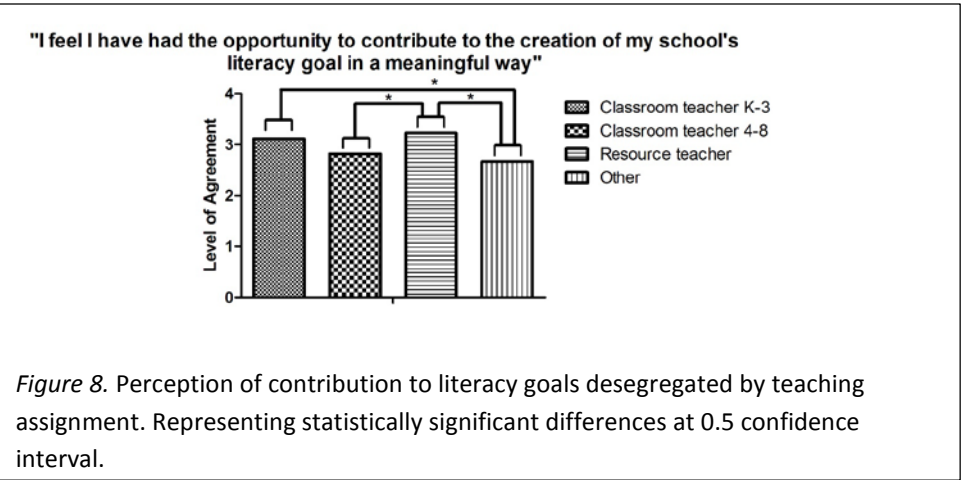 "I feel I have had the opportunity to contribute to the creation of my school's
literacy goal in a meaningful way"
*
*
*
4
3
2
1
0
Level of Agreement
Classroom teacher K-3
Classroom teacher 4-8
Resource teacher
Other
Figure 8. Perception of contribution to literacy goals desegregated by teaching
assignment. Representing statistically significant differences at 0.5 confidence
interval.